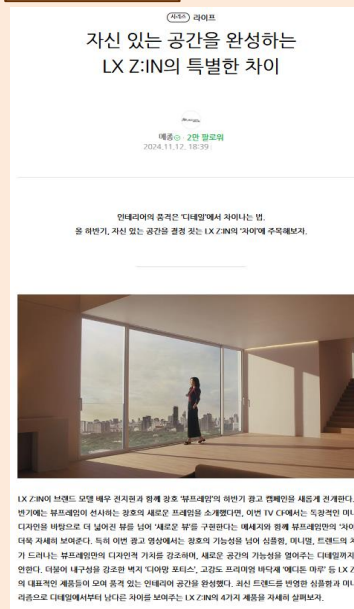 시리즈 라이프
자신 있는 공간을 완성하는
LX Z:IN의 특별한 차이
메종 2만 팔로워
2024.11.12. 18:39
인테리어의 품격은 '디테일'에서 차이나는 법.
올 하반기, 자신 있는 공간을 결정 짓는 LX Z:IN의 '차이'에 주목해보자.
LX Z:IN이 브랜드 모델 배우 전지현과 함께 창호 '뷰프레임'의 하반기 광고 캠페인을 새롭게 전개한다.
반기에는 뷰프레임이 선사하는 창호의 새로운 프레임을 소개했다면, 이번 TV CF에서는 독창적인 미니
디자인을 바탕으로 더 넓어진 뷰를 넘어 '새로운 뷰'를 구현한다는 메세지와 함께 뷰프레임만의 '차이
더욱 자세히 보여준다. 특히 이번 광고 영상에서는 창호의 기능성을 넘어 심플함, 미니멀, 트렌드의 차
가 드러나는 뷰프레임만의 디자인적 가치를 강조하며, 새로운 공간의 가능성을 열어주는 디테일까지
안한다. 더불어 내구성을 강조한 벽지 '디아망 포티스', 고강도 프리미엄 바닥재 '에디톤 마루' 등 LX Z
의 대표적인 제품들이 모여 품격 있는 인테리어 공간을 완성했다. 최신 트렌드를 반영한 심플함과 미니
리즘으로 디테일에서부터 남다른 차이를 보여주는 LX Z:IN의 4가지 제품을 자세히 살펴보자.